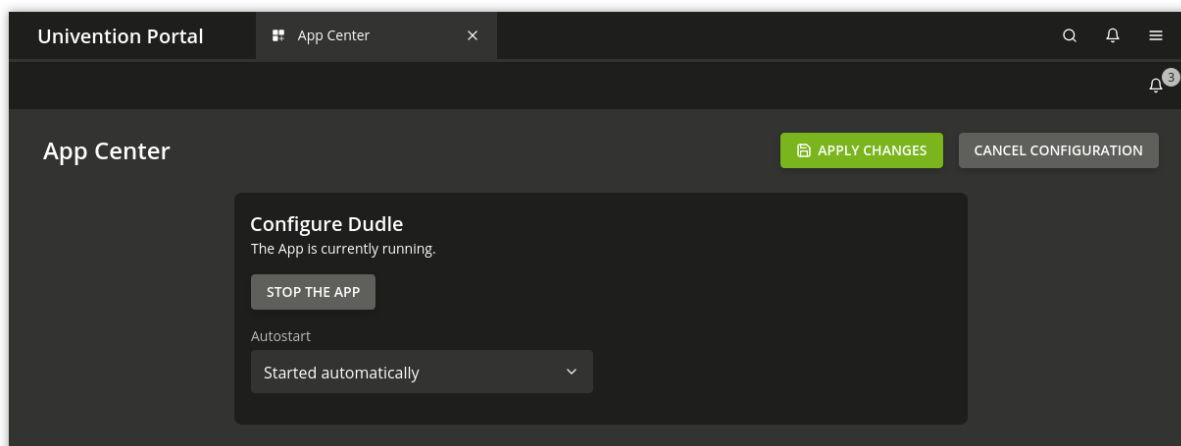 Univention Portal
App Center
3
App Center
APPLY CHANGES
CANCEL CONFIGURATION
Configure Dudle
The App is currently running.
STOP THE APP
Autostart
Started automatically